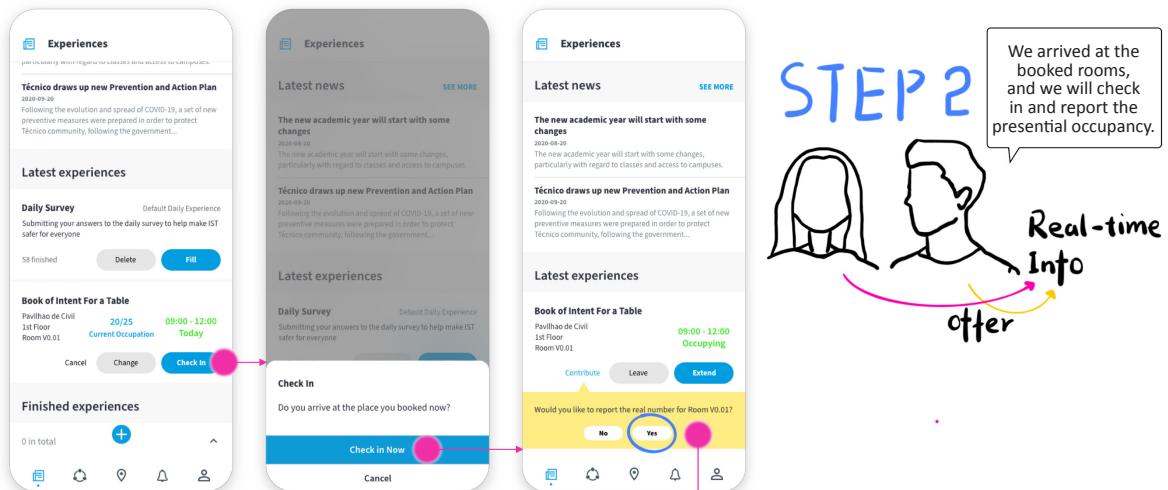 Experiences
particularly with regard to classes and access to campuses.
Técnico draws up new Prevention and Action Plan
2020-09-20
Following the evolution and spread of COVID-19, a set of new
preventive measures were prepared in order to protect
Técnico community, following the government...
Latest experiences
Daily Survey Default Daily Experience
Submitting your answers to the daily survey to help make IST
safer for everyone
58 finished Delete Fill
Book of Intent For a Table
Pavlhao de Civil
1st Floor
Room V0.01
20/25
Current Occupation
09:00 - 12:00
Today
Cancel Change Check In
Finished experiences
0 in total
Experiences
Latest news SEE MORE
The new academic year will start with some
changes
2020-08-20
The new academic year will start with some changes,
particularly with regard to classes and access to campuses.
Técnico draws up new Prevention and Action Plan
2020-09-20
Following the evolution and spread of COVID-19, a set of new
preventive measures were prepared in order to protect
Técnico community, following the government...
Latest experiences
Daily Survey Default Daily Experience
Submitting your answers to the daily survey to help make IST
safer for everyone
Check In
Do you arrive at the place you booked now?
Check in Now
Cancel
Experiences
Latest news SEE MORE
The new academic year will start with some
changes
2020-08-20
The new academic year will start with some changes,
particularly with regard to classes and access to campuses.
Técnico draws up new Prevention and Action Plan
2020-09-20
Following the evolution and spread of COVID-19, a set of new
preventive measures were prepared in order to protect
Técnico community, following the government...
Latest experiences
Book of Intent For a Table
Pavlhao de Civil
1st Floor
Room V0.01
09:00 - 12:00
Occupying
Contribute Leave Extend
Would you like to report the real number for Room V0.01?
No Yes
STEP 2
We arrived at the
booked rooms,
and we will check
in and report the
presential occupancy.
Real-time
Info
Offer